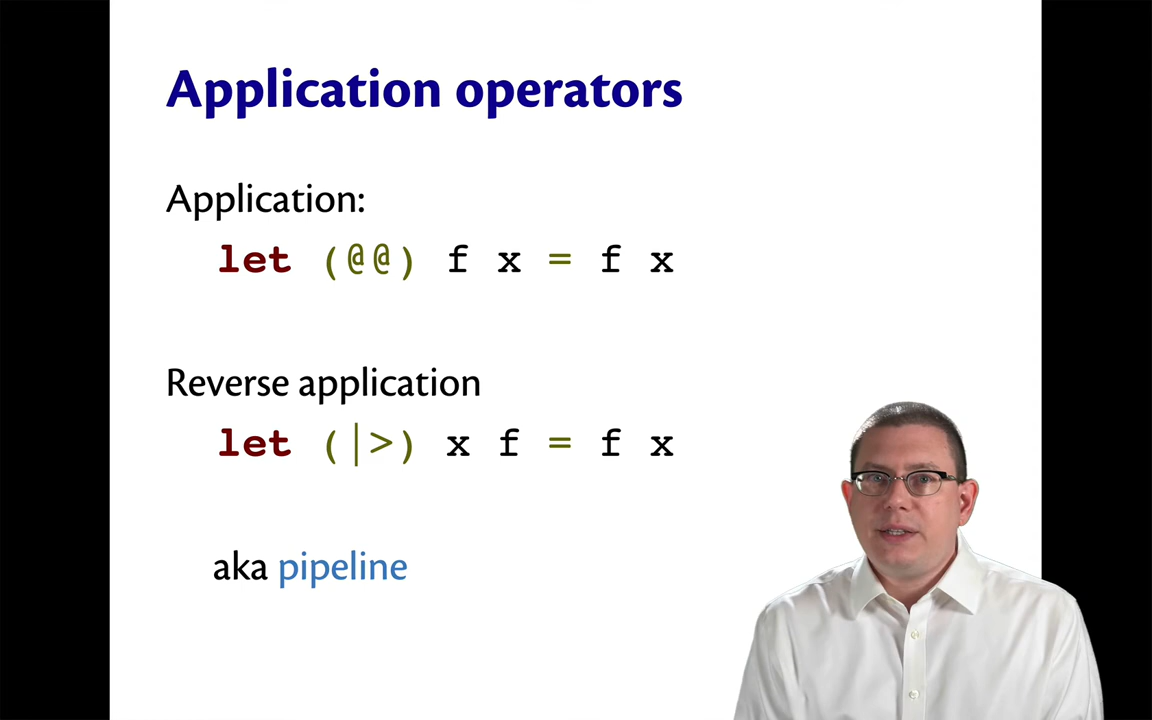 Application operators
Application:
let (@@) f x = f x
Reverse application
let (|>) x f = f x
aka pipeline